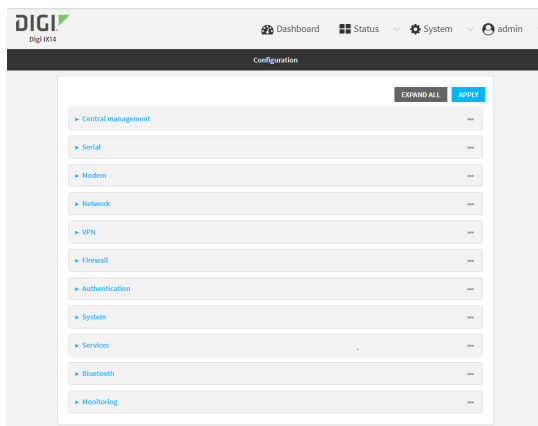 DIGI
Digi IX14
Dashboard Status System admin
Configuration
EXPAND ALL APPLY
Central management
Serial
Modem
Network
VPN
Firewall
Authentication
System
Services
Bluetooth
Monitoring